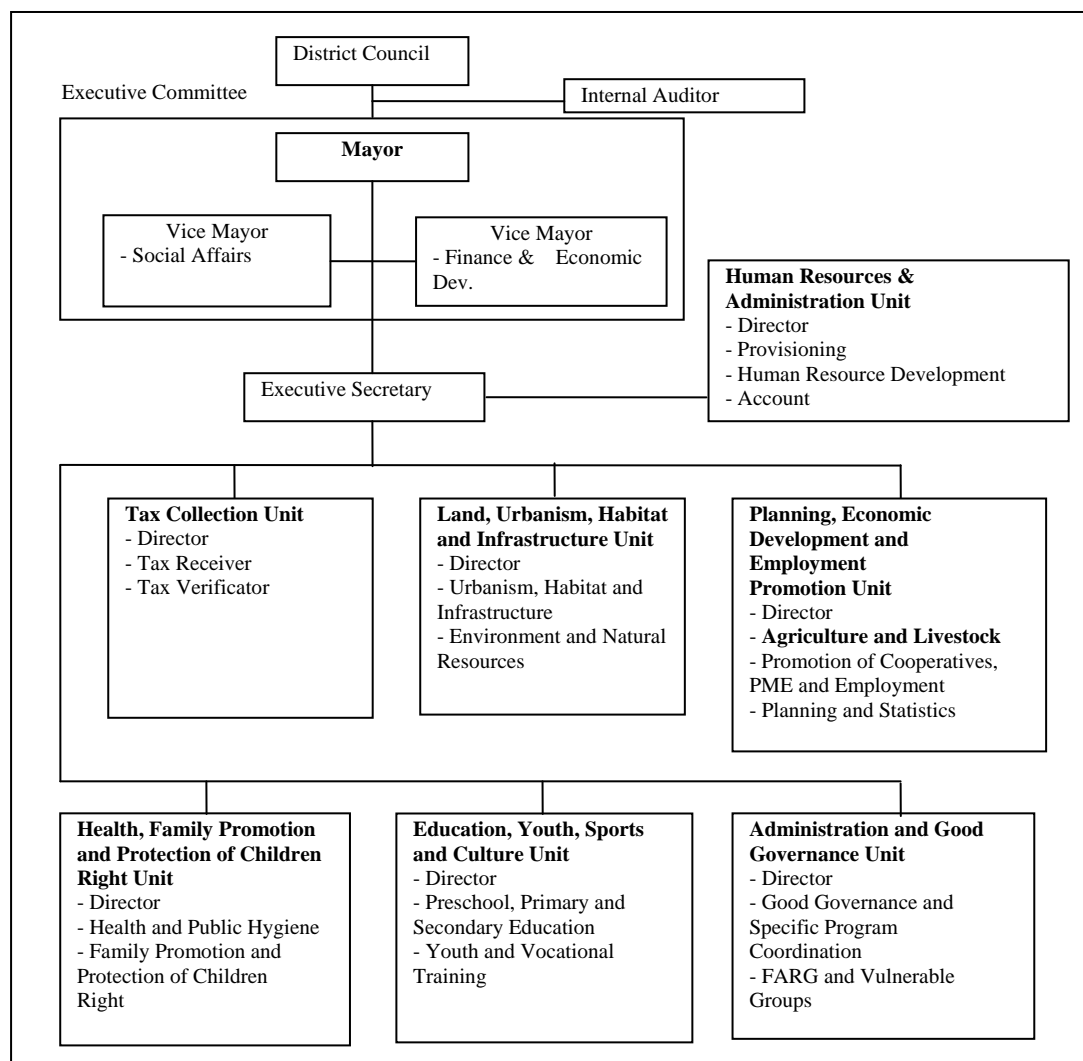 District Council
Executive Committee
Internal Auditor
Mayor
Vice Mayor
- Social Affairs
Vice Mayor
- Finance & Economic
Dev.
Human Resources &
Administration Unit
- Director
- Provisioning
- Human Resource Development
- Account
Executive Secretary
Tax Collection Unit
- Director
- Tax Receiver
- Tax Verificator
Land, Urbanism, Habitat
and Infrastructure Unit
- Director
- Urbanism, Habitat and
Infrastructure
- Environment and Natural
Resources
Planning, Economic
Development and
Employment
Promotion Unit
- Director
- Agriculture and Livestock
- Promotion of Cooperatives,
PME and Employment
- Planning and Statistics
Health, Family Promotion
and Protection of Children
Right Unit
- Director
- Health and Public Hygiene
- Family Promotion and
Protection of Children
Right
Education, Youth, Sports
and Culture Unit
- Director
- Preschool, Primary and
Secondary Education
- Youth and Vocational
Training
Administration and Good
Governance Unit
- Director
- Good Governance and
Specific Program
Coordination
- FARG and Vulnerable
Groups